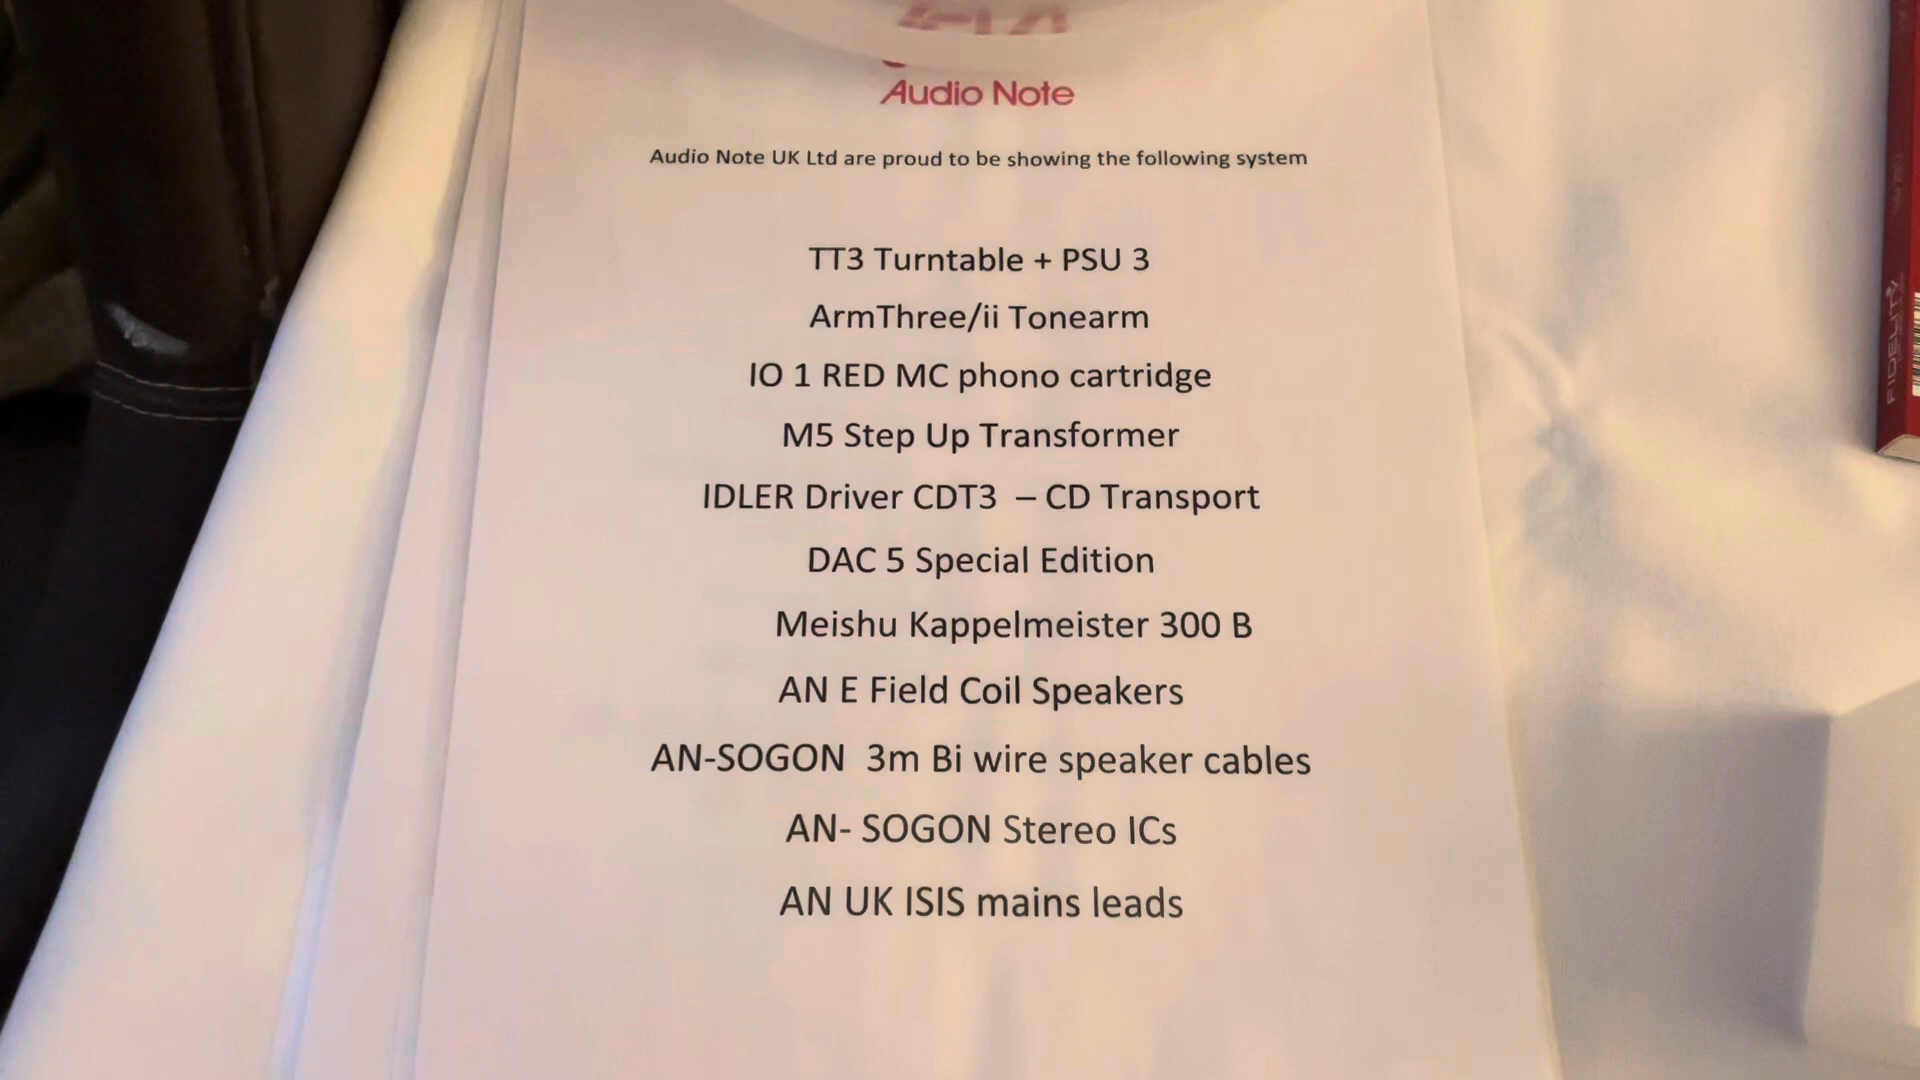 Audio Note
Audio Note UK Ltd are proud to be showing the following system
TT3 Turntable + PSU 3
ArmThree/ii Tonearm
IO 1 RED MC phono cartridge
M5 Step Up Transformer
IDLER Driver CDT3 – CD Transport
DAC 5 Special Edition
Meishu Kappelmeister 300 B
AN E Field Coil Speakers
AN-SOGON 3m Bi wire speaker cables
AN- SOGON Stereo ICs
AN UK ISIS mains leads
FIDELITY